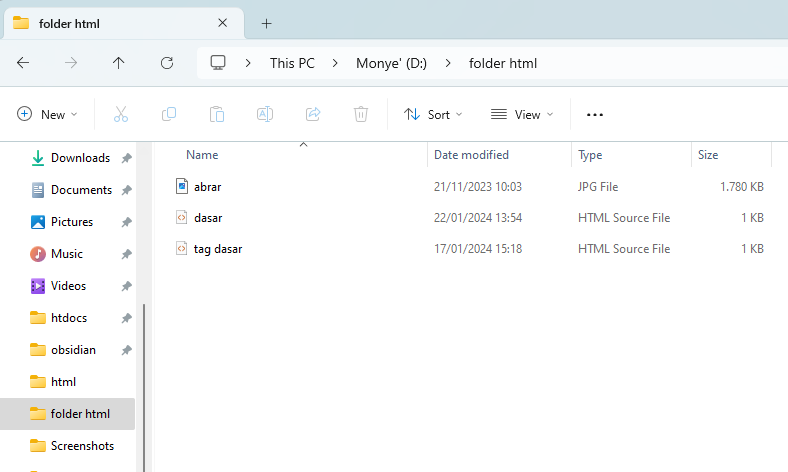 folder html
This PC > Monye' (D:) > folder html
New Sort View
Name Date modified Type Size
Downloads
Documents
Pictures
Music
Videos
htdocs
obsidian
html
folder html
Screenshots
abrar 21/11/2023 10:03 JPG File 1.780 KB
dasar 22/01/2024 13:54 HTML Source File 1 KB
tag dasar 17/01/2024 15:18 HTML Source File 1 KB